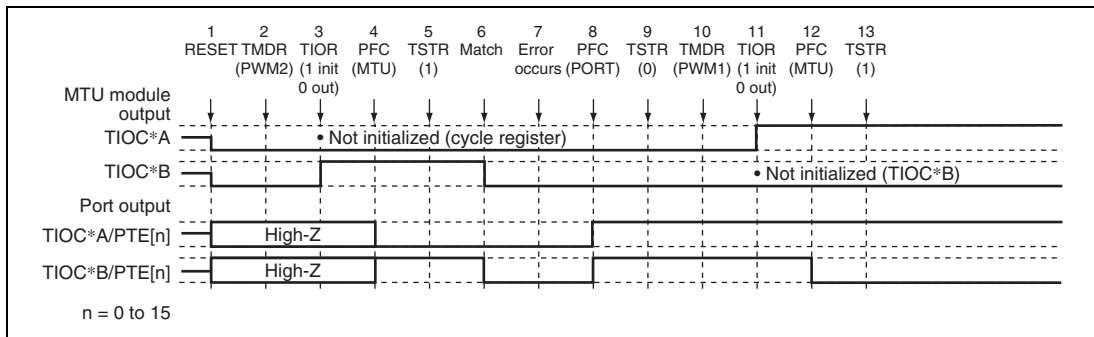 1 2 3 4 5 6 7 8 9 10 11 12 13
RESET TMDR TIOR PFC TSTR Match Error PFC TSTR TMDR TIOR PFC TSTR
(PWM2) (1 init (MTU) (1) occurs (PORT) (0) (PWM1) (1 init (MTU) (1)
0 out) 0 out)
MTU module
output
TIOC*A
• Not initialized (cycle register)
TIOC*B
• Not initialized (TIOC*B)
Port output
TIOC*A/PTE[n]
High-Z
TIOC*B/PTE[n]
High-Z
n = 0 to 15